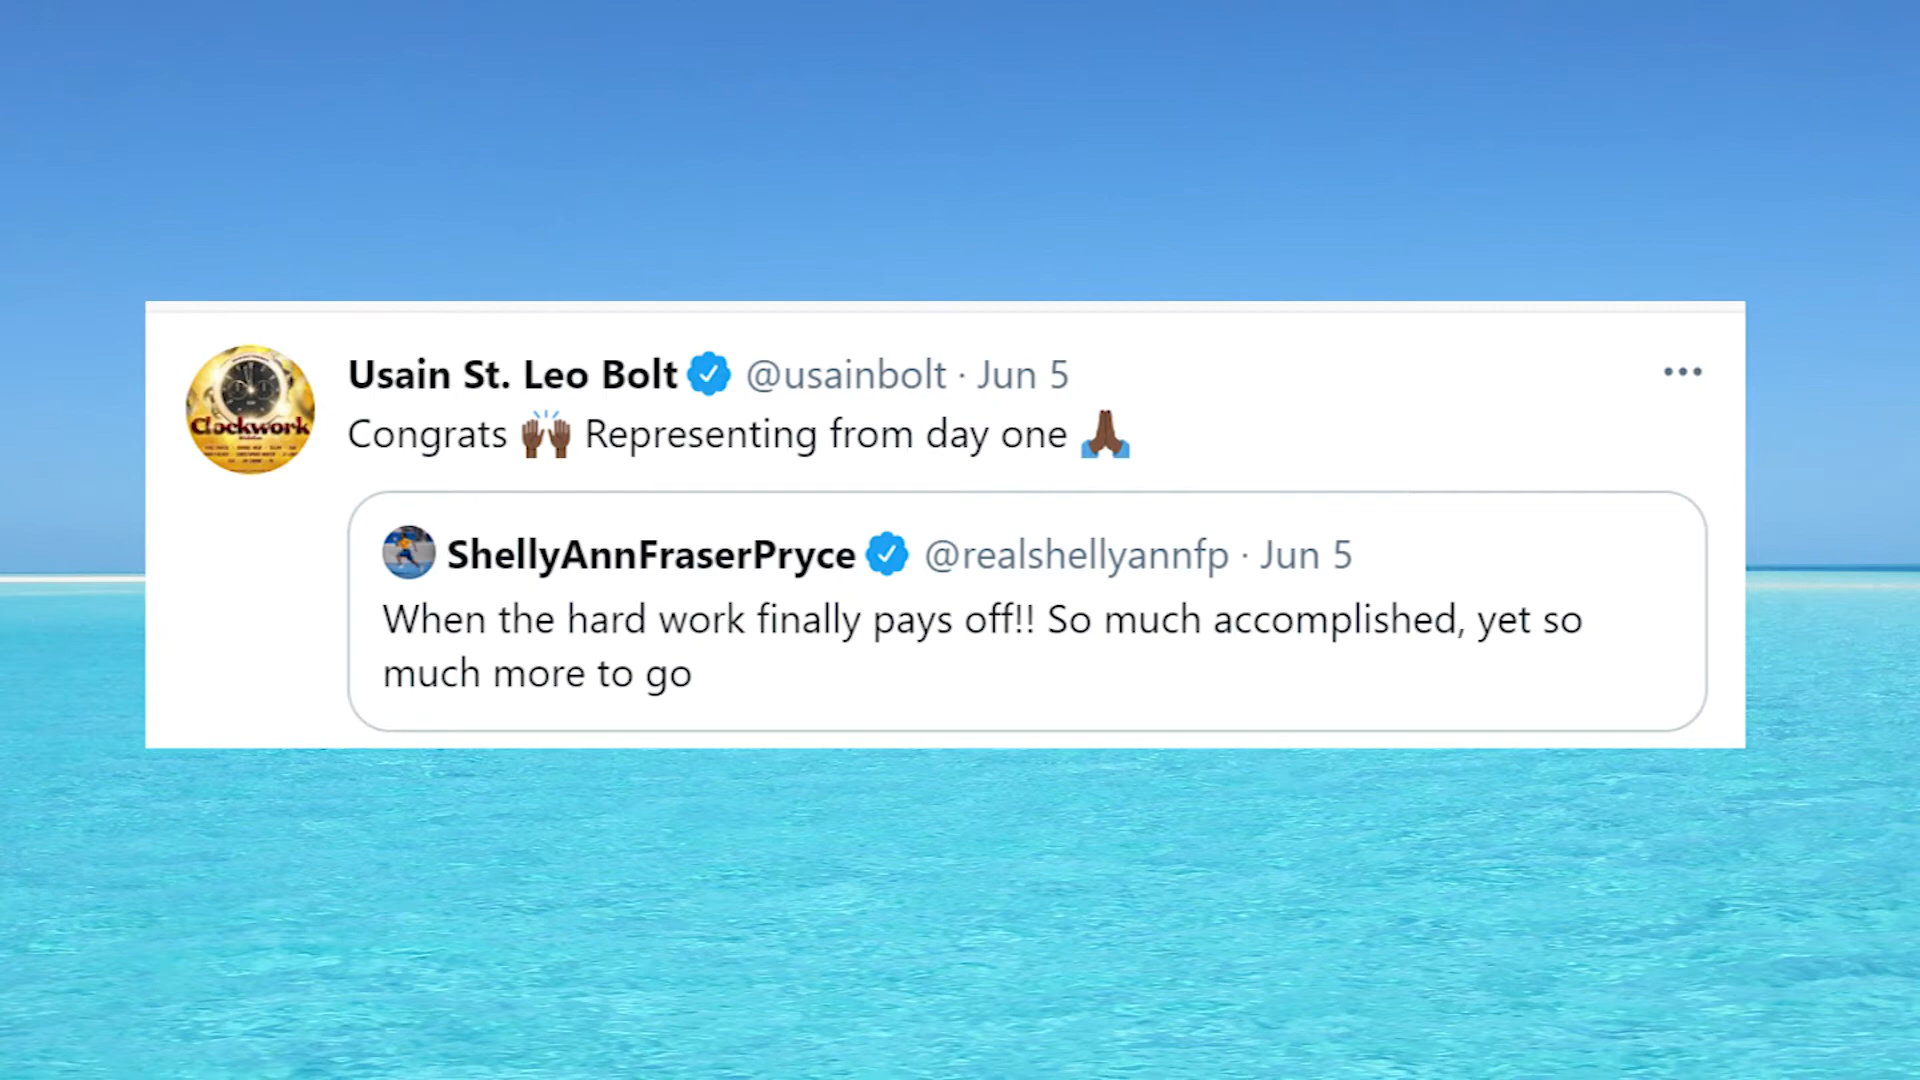 Clockwork
Usain St. Leo Bolt @usainbolt · Jun 5
Congrats 🙌🏾 Representing from day one 🙏🏾
ShellyAnnFraserPryce @realshellyannfp · Jun 5
When the hard work finally pays off!! So much accomplished, yet so
much more to go